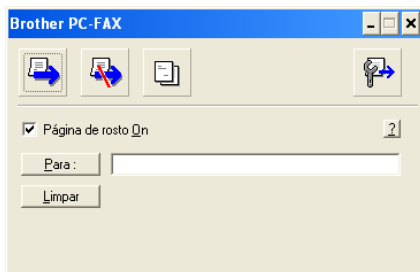 Brother PC-FAX
Página de rosto On
?
Para :
Limpar